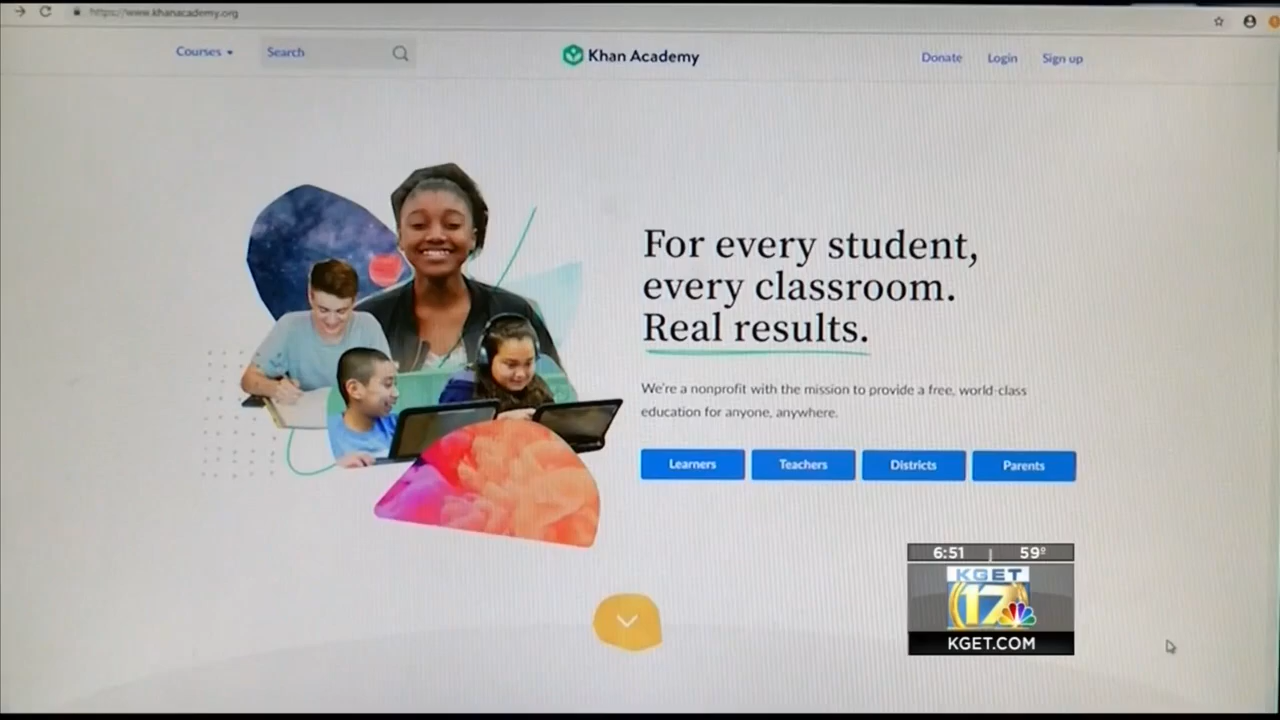 https://www.khanacademy.org
Courses
Search
Khan Academy
Donate
Login
Sign up
For every student,
every classroom.
Real results.
We're a nonprofit with the mission to provide a free, world-class
education for anyone, anywhere.
Learners
Teachers
Districts
Parents
6:51 | 59º
KGET
17
KGET.COM